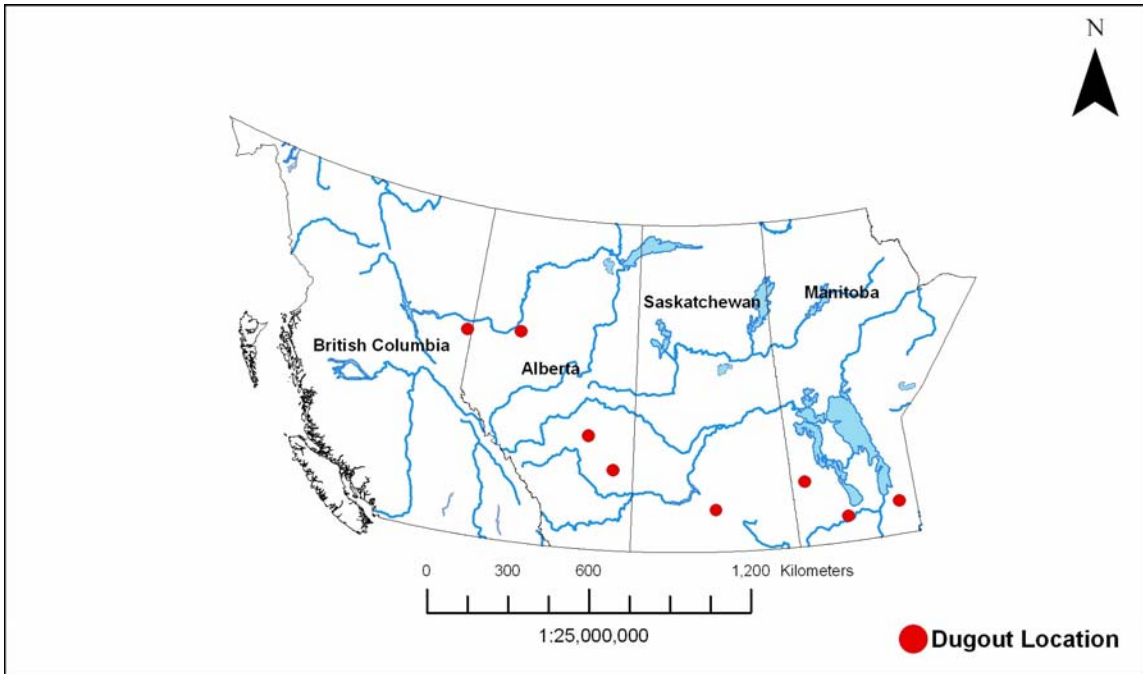 N
Saskatchewan
Manitoba
British Columbia
Alberta
0 300 600 1,200 Kilometers
1:25,000,000
Dugout Location